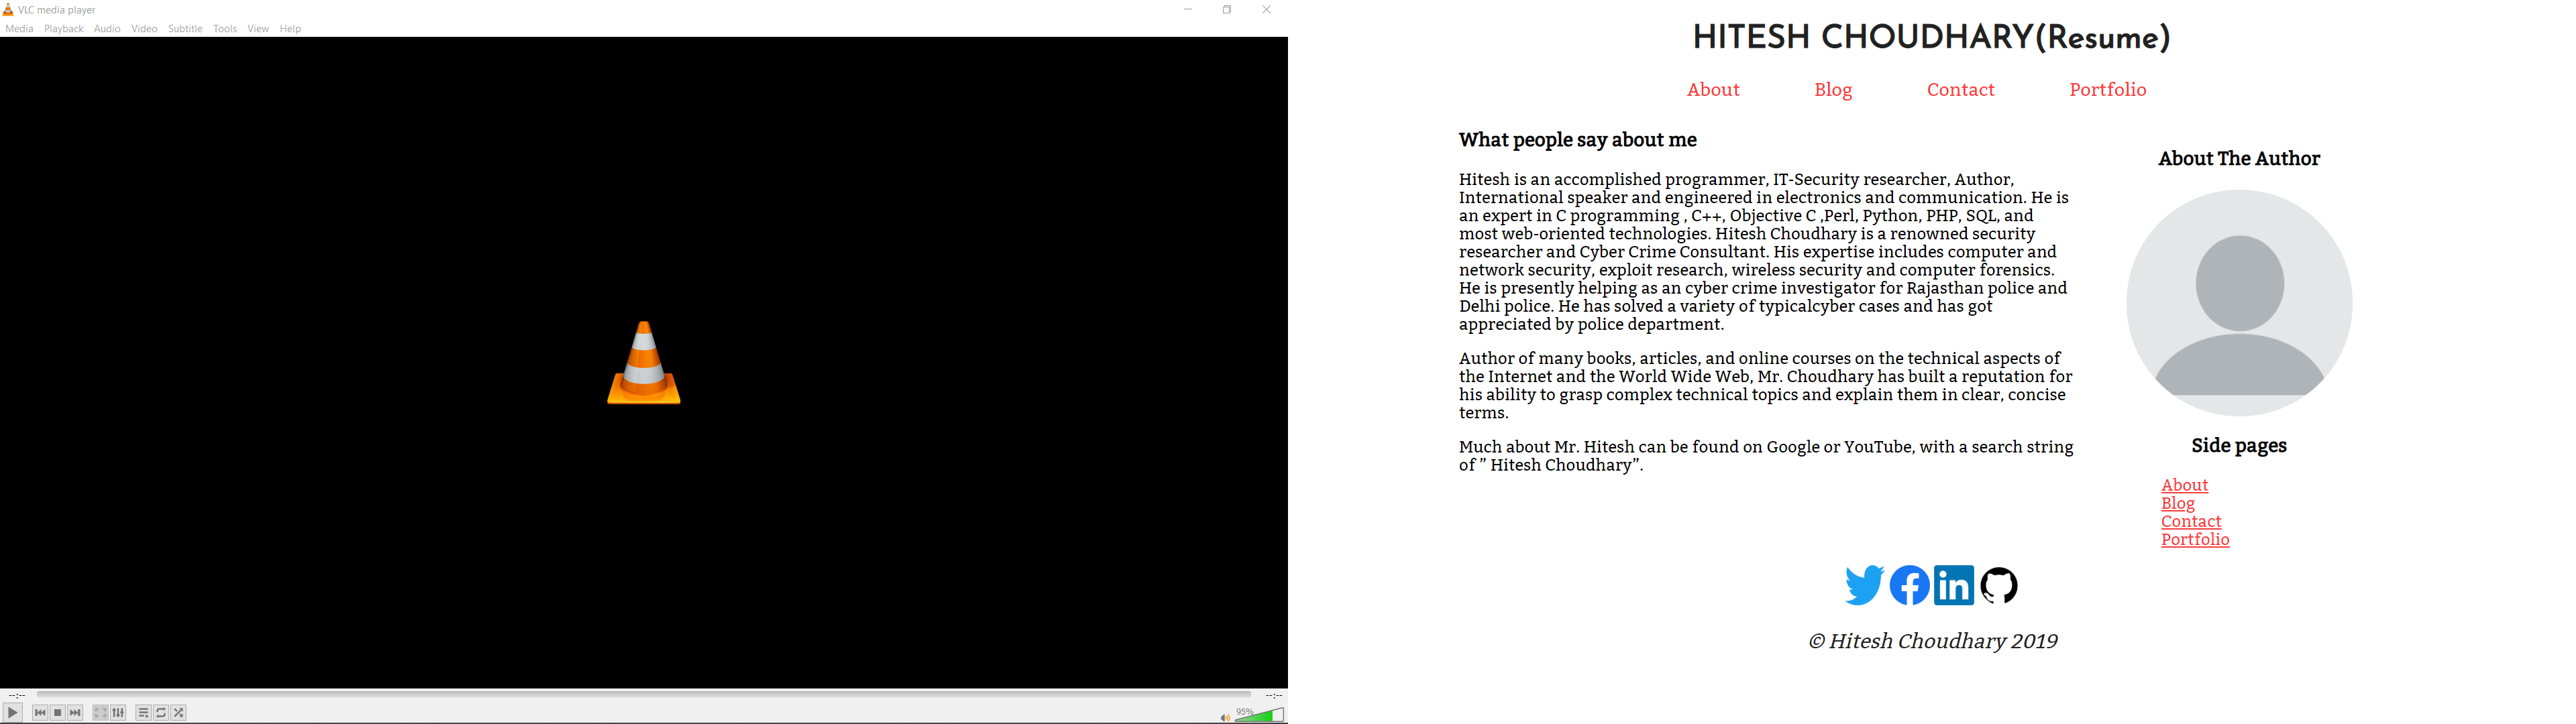 VLC media player
Media Playback Audio Video Subtitle Tools View Help
--:--
--:--
95%
HITESH CHOUDHARY(Resume)
About Blog Contact Portfolio
What people say about me
Hitesh is an accomplished programmer, IT-Security researcher, Author,
International speaker and engineered in electronics and communication. He is
an expert in C programming , C++, Objective C ,Perl, Python, PHP, SQL, and
most web-oriented technologies. Hitesh Choudhary is a renowned security
researcher and Cyber Crime Consultant. His expertise includes computer and
network security, exploit research, wireless security and computer forensics.
He is presently helping as an cyber crime investigator for Rajasthan police and
Delhi police. He has solved a variety of typicalcyber cases and has got
appreciated by police department.
Author of many books, articles, and online courses on the technical aspects of
the Internet and the World Wide Web, Mr. Choudhary has built a reputation for
his ability to grasp complex technical topics and explain them in clear, concise
terms.
Much about Mr. Hitesh can be found on Google or YouTube, with a search string
of ” Hitesh Choudhary”.
About The Author
Side pages
About
Blog
Contact
Portfolio
in
© Hitesh Choudhary 2019